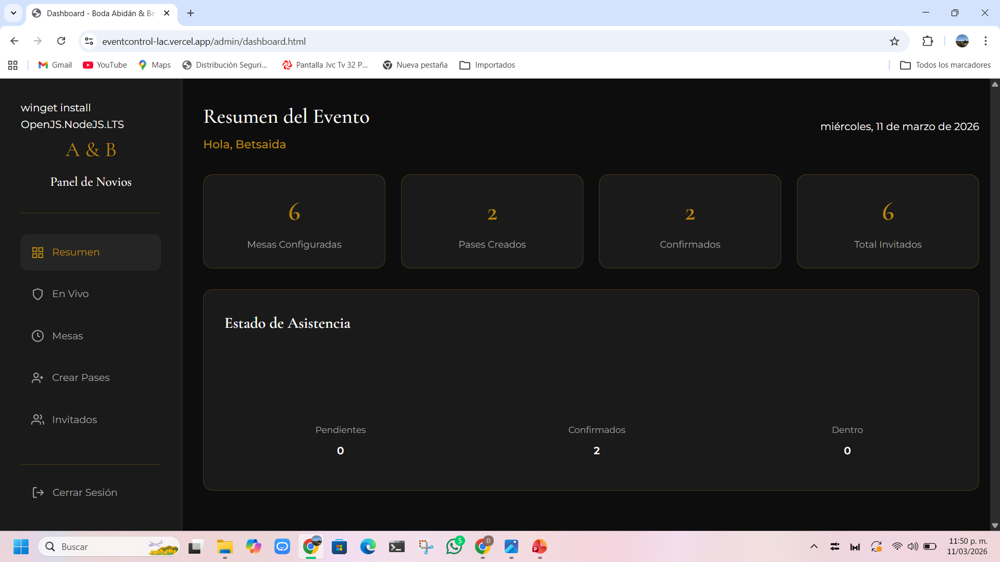 Dashboard - Boda Abidán & Be
eventcontrol-lac.vercel.app/admin/dashboard.html
Gmail
YouTube
Maps
Distribución Seguri...
Pantalla Jvc Tv 32 P...
Nueva pestaña
Importados
Todos los marcadores
winget install
OpenJS.NodeJS.LTS
A & B
Panel de Novios
Resumen
En Vivo
Mesas
Crear Pases
Invitados
Cerrar Sesión
Resumen del Evento
Hola, Betsaida
miércoles, 11 de marzo de 2026
6
Mesas Configuradas
2
Pases Creados
2
Confirmados
6
Total Invitados
Estado de Asistencia
Pendientes
0
Confirmados
2
Dentro
0
Buscar
5
D
P
11:50 p. m.
11/03/2026